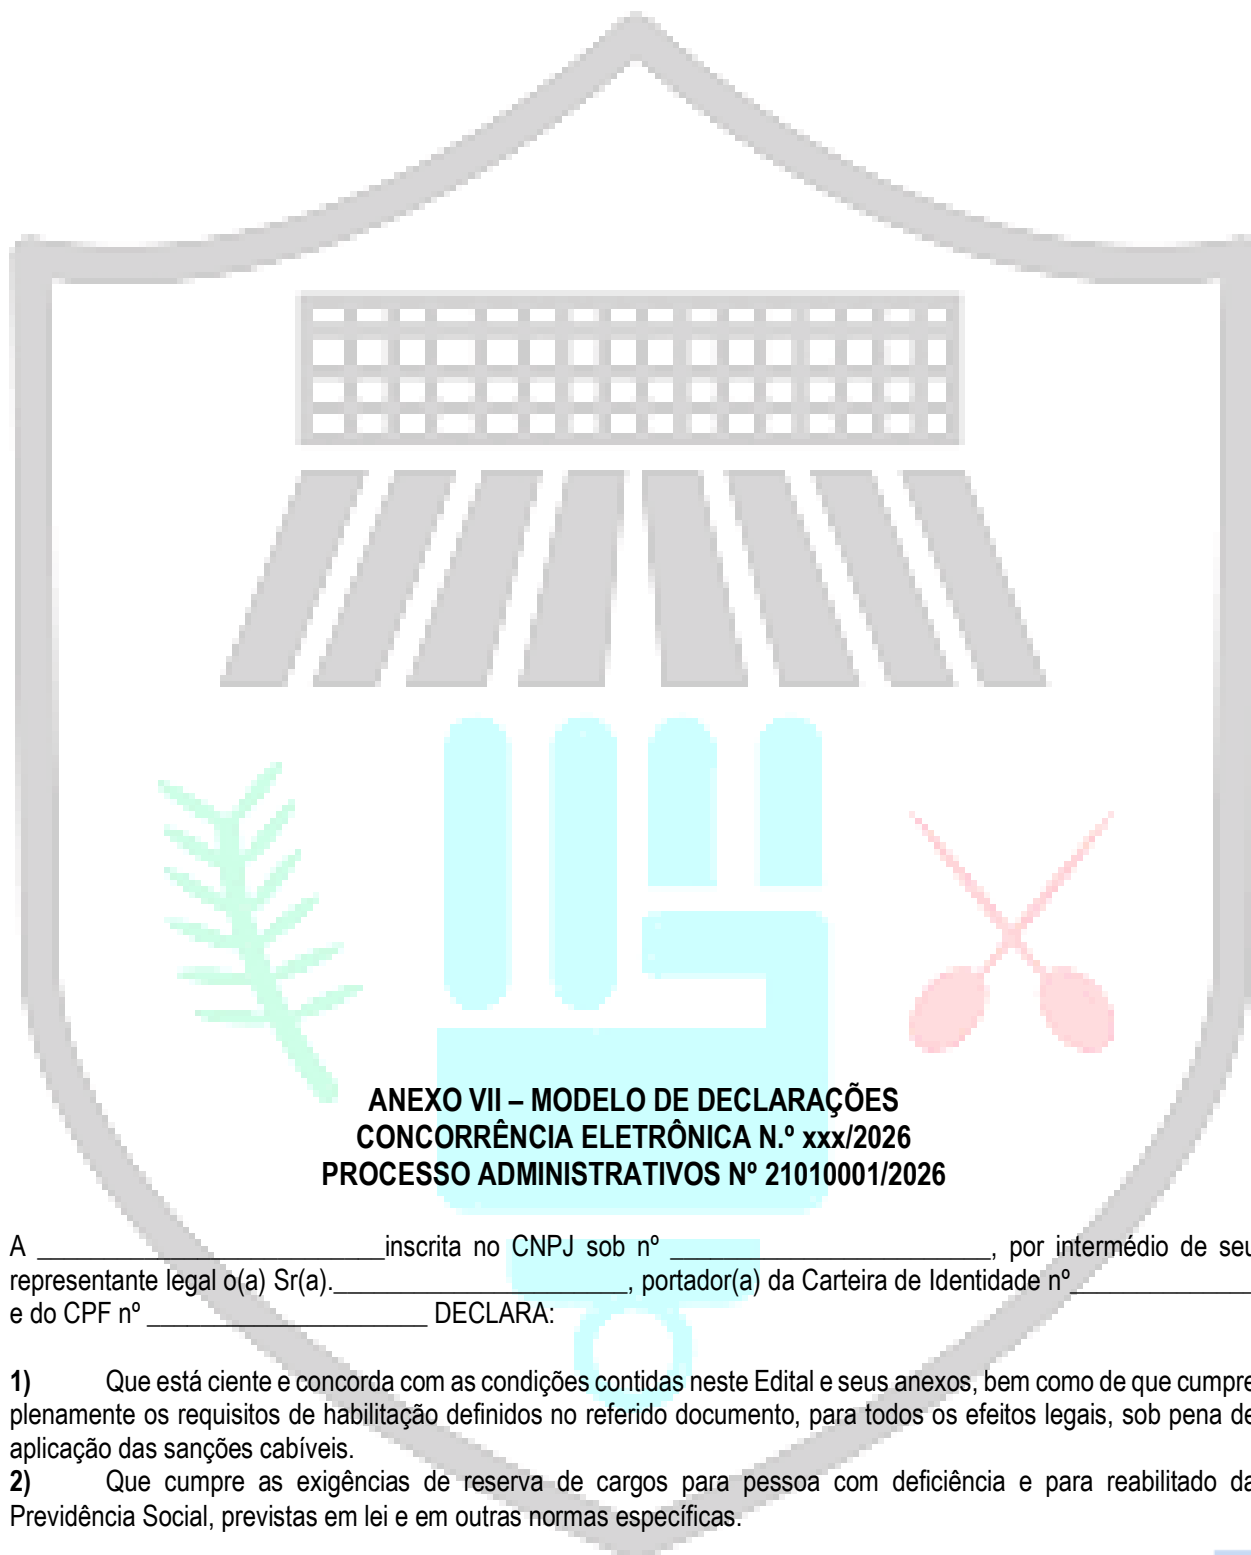 ANEXO VII – MODELO DE DECLARAÇÕES
CONCORRÊNCIA ELETRÔNICA N.º xxx/2026
PROCESSO ADMINISTRATIVOS Nº 21010001/2026
A __________________________inscrita no CNPJ sob nº ________________________, por intermédio de seu
representante legal o(a) Sr(a).______________________, portador(a) da Carteira de Identidade nº______________
e do CPF nº _____________________ DECLARA:
1) Que está ciente e concorda com as condições contidas neste Edital e seus anexos, bem como de que cumpre
plenamente os requisitos de habilitação definidos no referido documento, para todos os efeitos legais, sob pena de
aplicação das sanções cabíveis.
2) Que cumpre as exigências de reserva de cargos para pessoa com deficiência e para reabilitado da
Previdência Social, previstas em lei e em outras normas específicas.